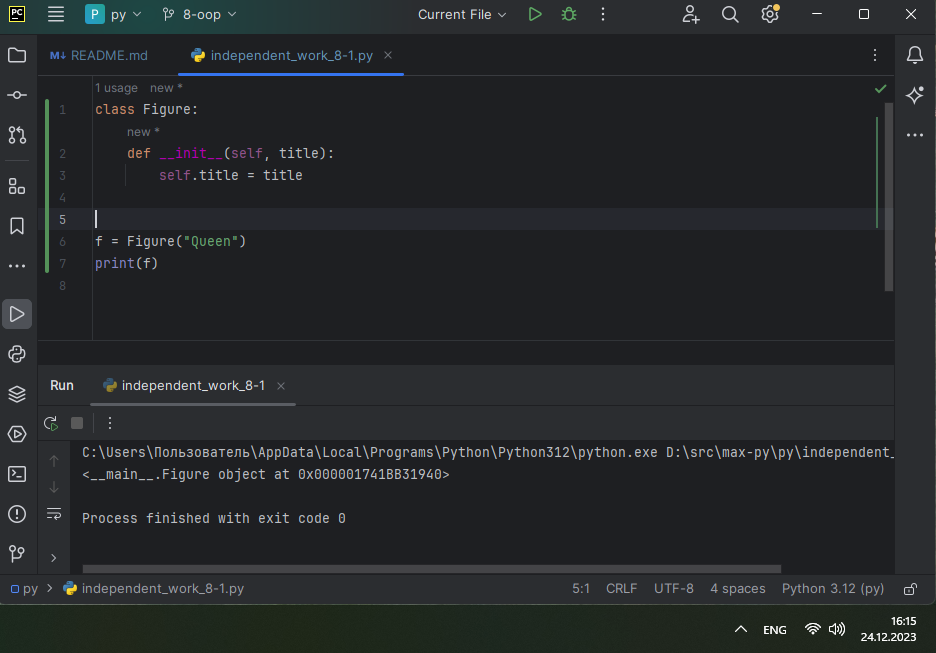 PC P py 8-oop Current File
README.md independent_work_8-1.py
1 usage new *
1 class Figure:
new *
2 def __init__(self, title):
3 self.title = title
4
5
6 f = Figure("Queen")
7 print(f)
8
Run independent_work_8-1
C:\Users\Пользователь\AppData\Local\Programs\Python\Python312\python.exe D:\src\max-py\py\independent_
<__main__.Figure object at 0x000001741BB31940>
Process finished with exit code 0
py independent_work_8-1.py 5:1 CRLF UTF-8 4 spaces Python 3.12 (py)
ENG 16:15
24.12.2023